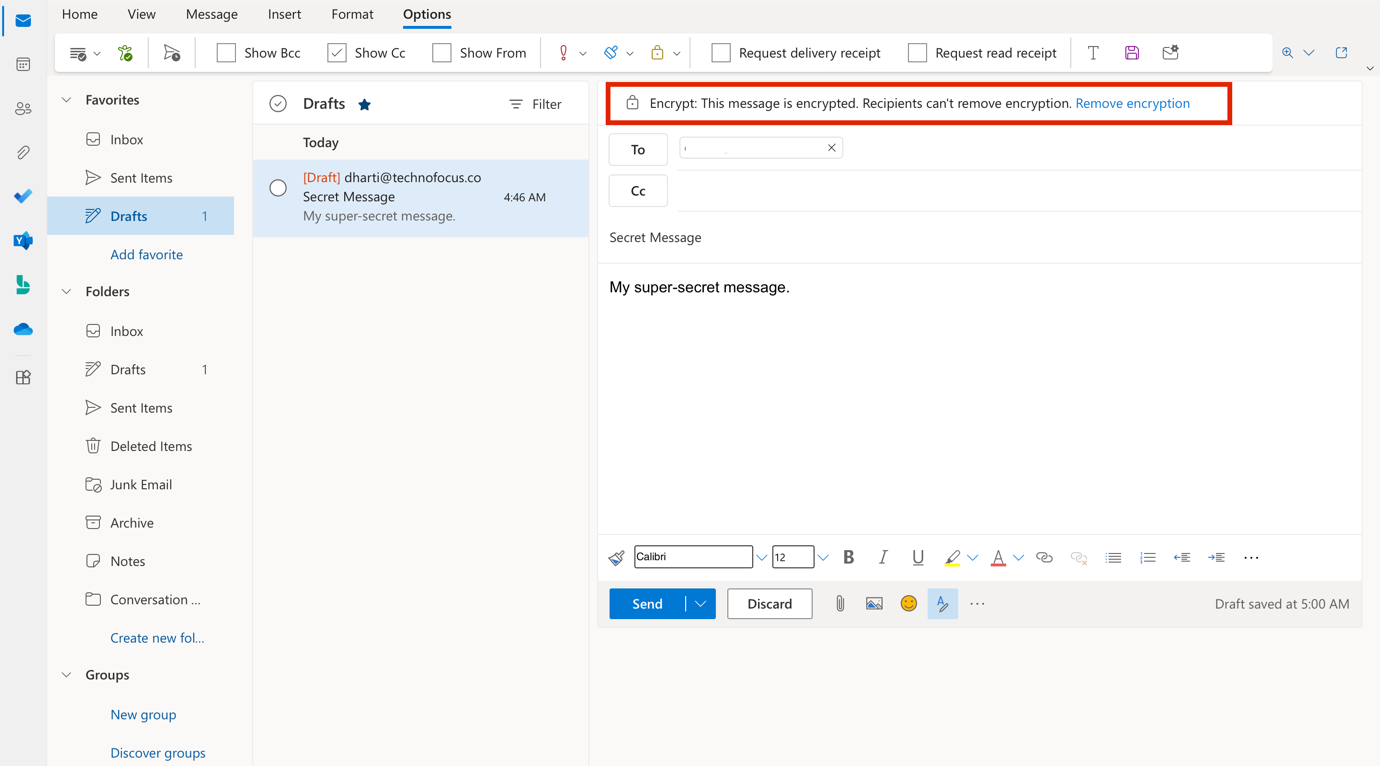 Home View Message Insert Format Options
Show Bcc Show Cc Show From Request delivery receipt Request read receipt
Favorites
Inbox
Sent Items
Drafts 1
Add favorite
Folders
Inbox
Drafts 1
Sent Items
Deleted Items
Junk Email
Archive
Notes
Conversation ...
Create new fol...
Groups
New group
Discover groups
Drafts Filter
Today
[Draft] dharti@technofocus.co
Secret Message 4:46 AM
My super-secret message.
Encrypt: This message is encrypted. Recipients can't remove encryption. Remove encryption
To
Cc
Secret Message
My super-secret message.
Calibri 12 B I U A
Send Discard Draft saved at 5:00 AM